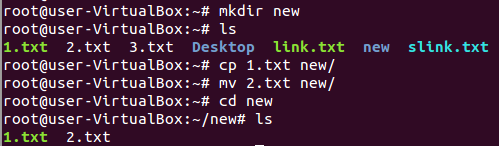 root@user-VirtualBox:~# mkdir new
root@user-VirtualBox:~# ls
1.txt  2.txt  3.txt  Desktop  link.txt  new  slink.txt
root@user-VirtualBox:~# cp 1.txt new/
root@user-VirtualBox:~# mv 2.txt new/
root@user-VirtualBox:~# cd new
root@user-VirtualBox:~/new# ls
1.txt  2.txt